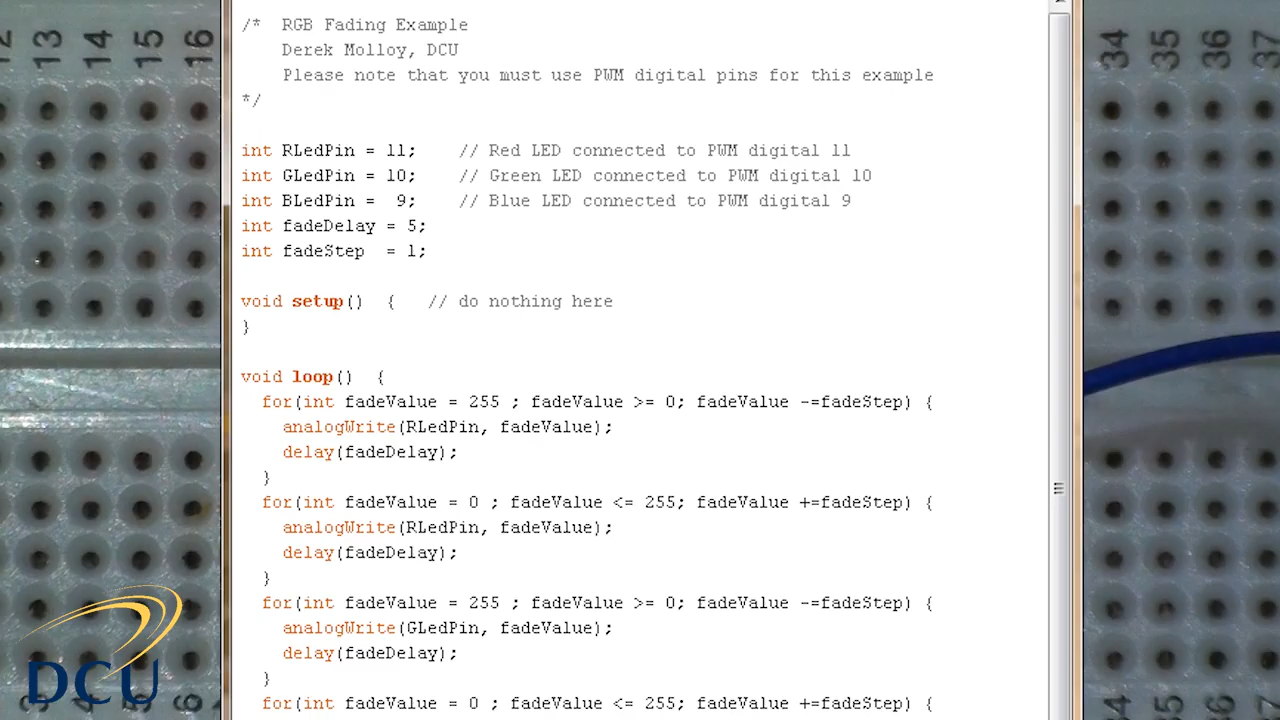 12 13 14 15 16
34 35 36 37
/*  RGB Fading Example
    Derek Molloy, DCU
    Please note that you must use PWM digital pins for this example
*/
int RLedPin = 11;    // Red LED connected to PWM digital 11
int GLedPin = 10;    // Green LED connected to PWM digital 10
int BLedPin =  9;    // Blue LED connected to PWM digital 9
int fadeDelay = 5;
int fadeStep  = 1;
void setup()  {   // do nothing here
}
void loop()  {
  for(int fadeValue = 255 ; fadeValue >= 0; fadeValue -=fadeStep) {
    analogWrite(RLedPin, fadeValue);
    delay(fadeDelay);
  }
  for(int fadeValue = 0 ; fadeValue <= 255; fadeValue +=fadeStep) {
    analogWrite(RLedPin, fadeValue);
    delay(fadeDelay);
  }
  for(int fadeValue = 255 ; fadeValue >= 0; fadeValue -=fadeStep) {
    analogWrite(GLedPin, fadeValue);
    delay(fadeDelay);
  }
  for(int fadeValue = 0 ; fadeValue <= 255; fadeValue +=fadeStep) {
DCU